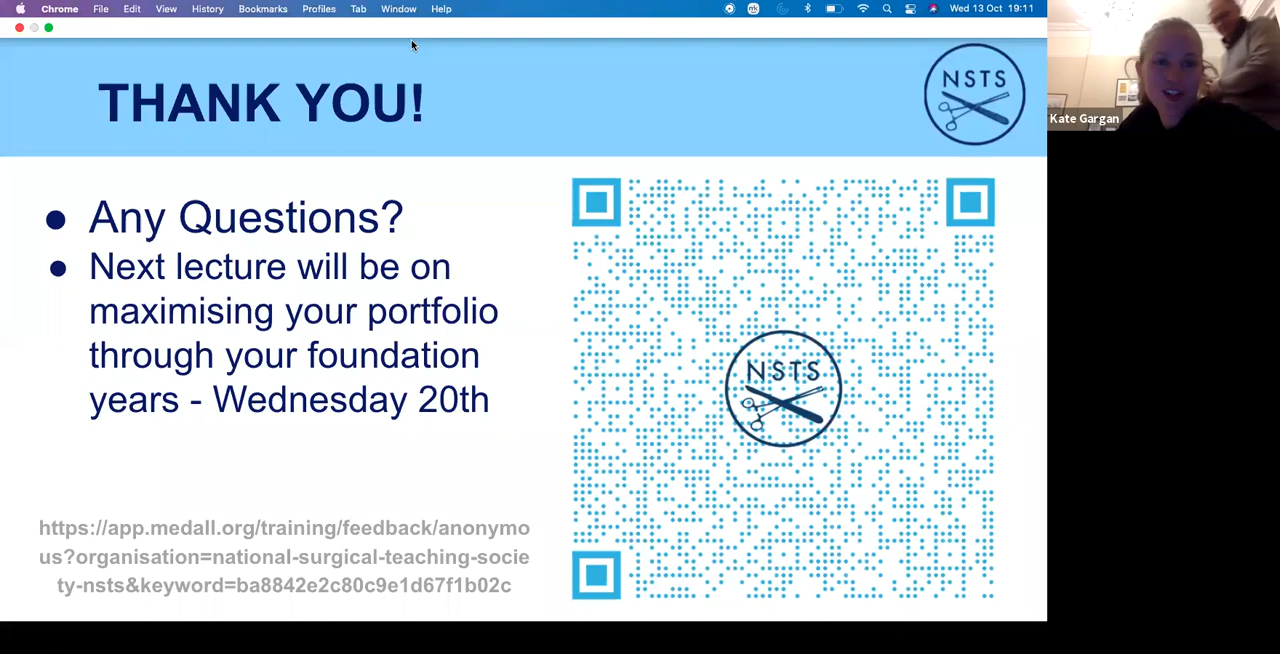 Chrome File Edit View History Bookmarks Profiles Tab Window Help Wed 13 Oct 19:11
THANK YOU!
NSTS
Kate Gargan
● Any Questions?
● Next lecture will be on
maximising your portfolio
through your foundation
years - Wednesday 20th
NSTS
https://app.medall.org/training/feedback/anonymo
us?organisation=national-surgical-teaching-socie
ty-nsts&keyword=ba8842e2c80c9e1d67f1b02c